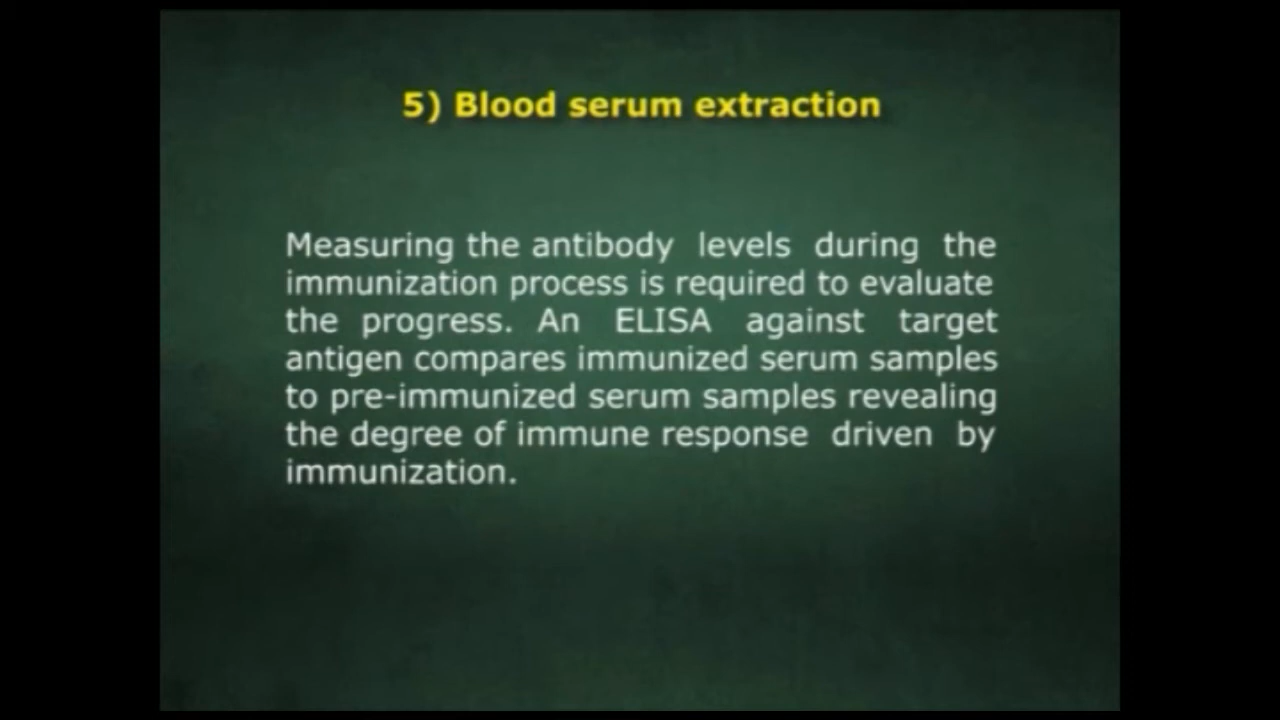 5) Blood serum extraction
Measuring the antibody levels during the
immunization process is required to evaluate
the progress. An ELISA against target
antigen compares immunized serum samples
to pre-immunized serum samples revealing
the degree of immune response driven by
immunization.